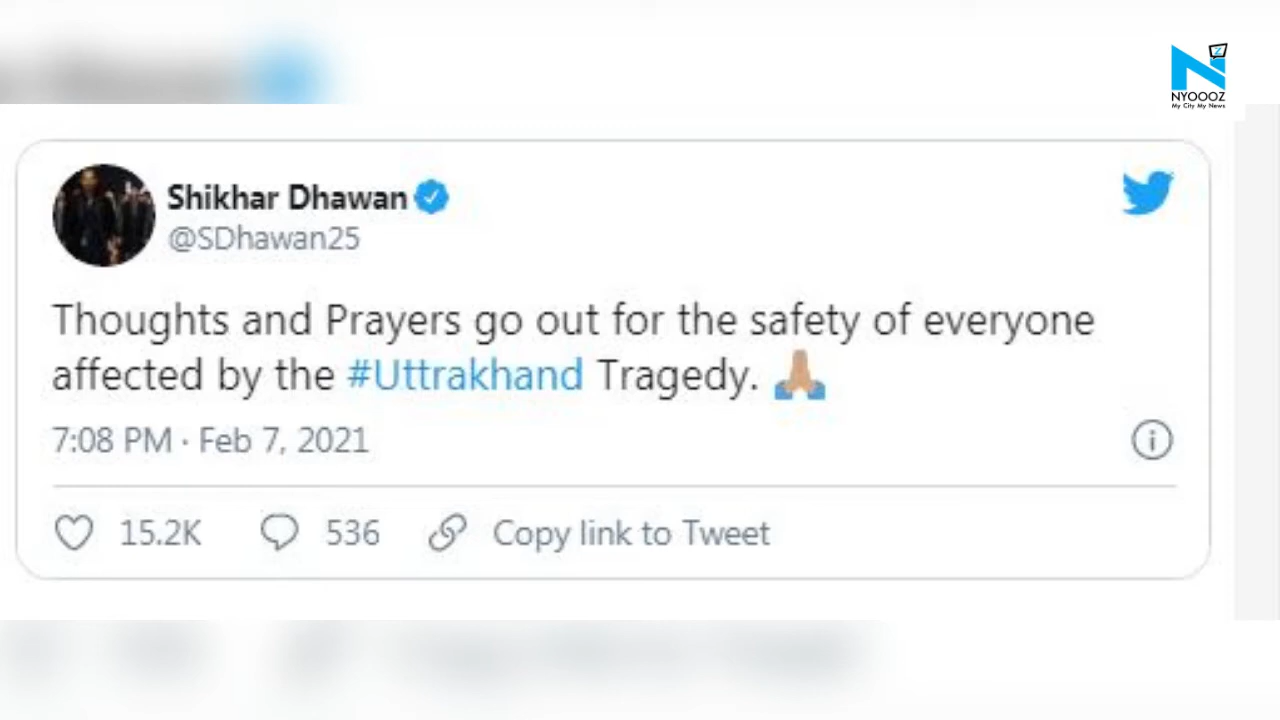 NYOOOZ
My City My News
Shikhar Dhawan
@SDhawan25
Thoughts and Prayers go out for the safety of everyone
affected by the #Uttrakhand Tragedy. 🙏🏽
7:08 PM · Feb 7, 2021
15.2K 536 Copy link to Tweet